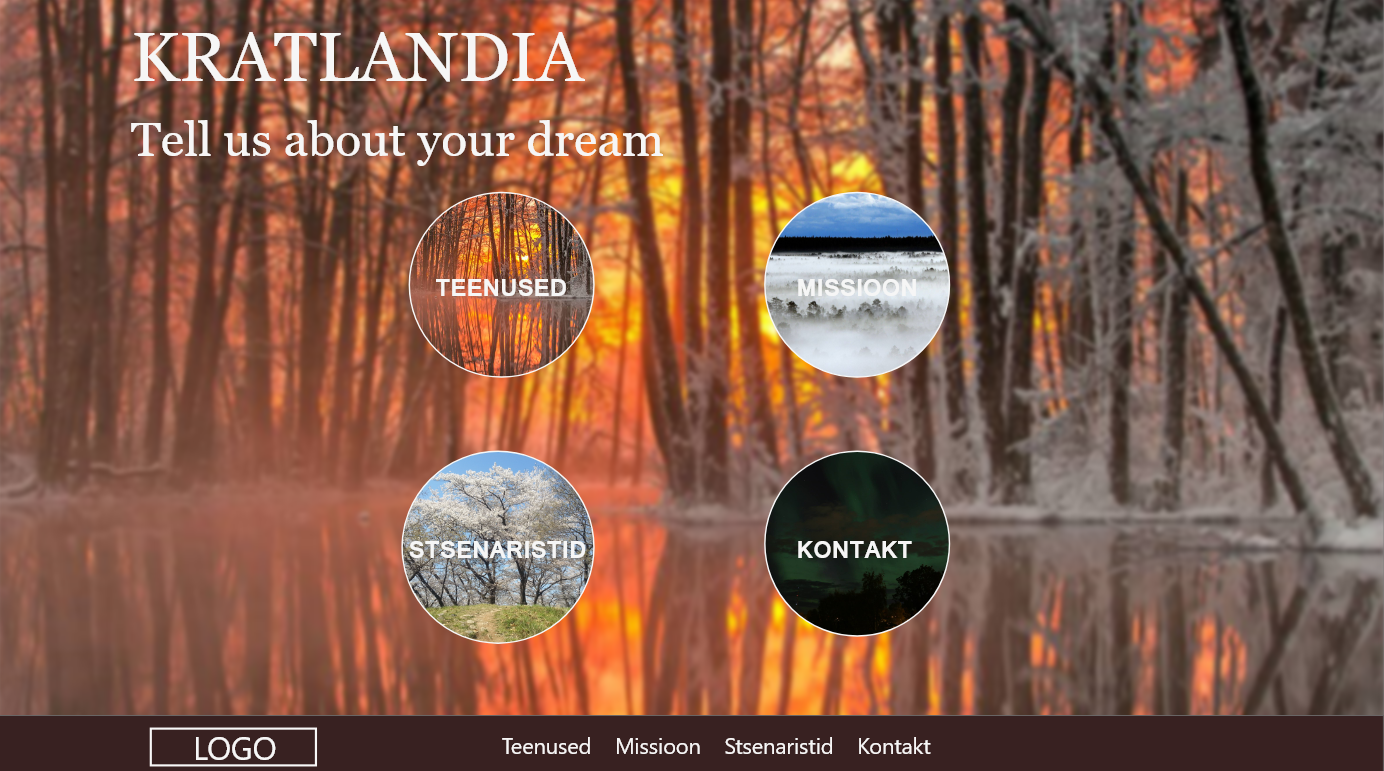 KRATLANDIA
Tell us about your dream
TEENUSED
MISSIOON
STSENARISTID
KONTAKT
LOGO
Teenused Missioon Stsenaristid Kontakt